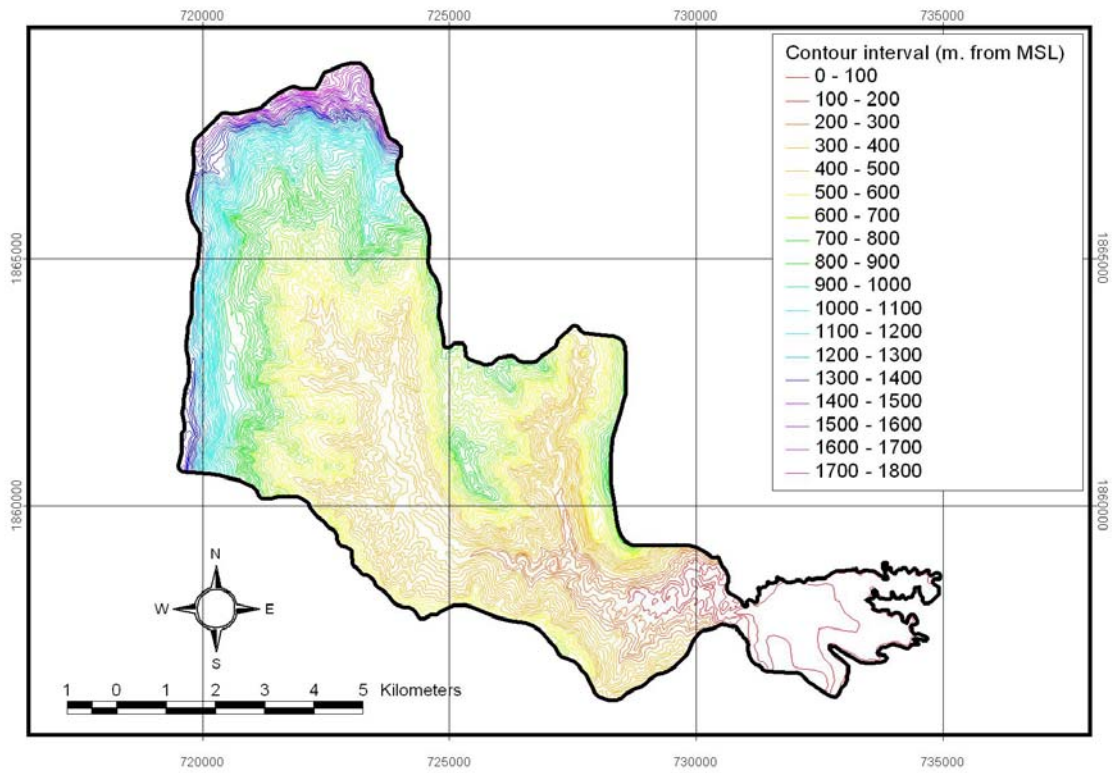 720000 725000 730000 735000
Contour interval (m. from MSL)
0 - 100
100 - 200
200 - 300
300 - 400
400 - 500
500 - 600
600 - 700
700 - 800
800 - 900
900 - 1000
1000 - 1100
1100 - 1200
1200 - 1300
1300 - 1400
1400 - 1500
1500 - 1600
1600 - 1700
1700 - 1800
1865000 1865000
1860000 1860000
N
W E
S
1 0 1 2 3 4 5 Kilometers
720000 725000 730000 735000